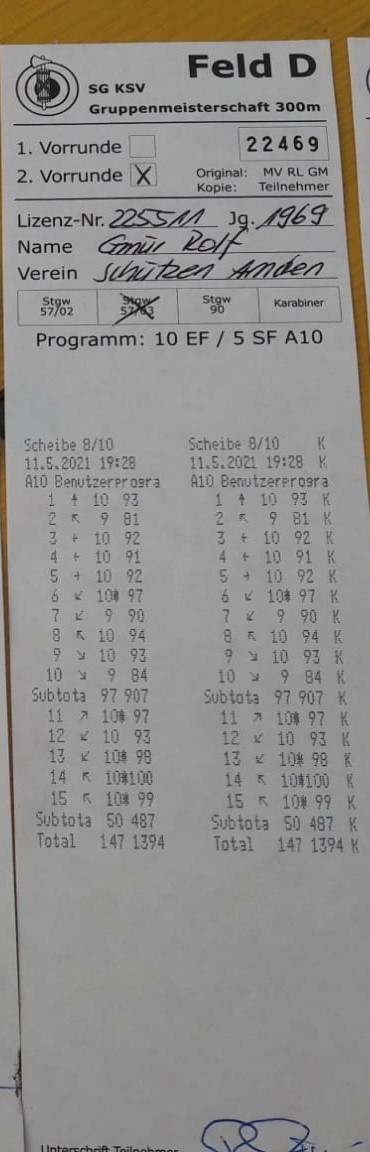 Feld D
SG KSV
Gruppenmeisterschaft 300m
1. Vorrunde
22469
2. Vorrunde X
Original: MV RL GM
Kopie: Teilnehmer
Lizenz-Nr. 225511 Jg. 1969
Name Gmür Rolf
Verein Schützen Amden
Stgw 57/02 Stgw 57/03 Stgw 90 Karabiner
Programm: 10 EF / 5 SF A10
Scheibe 8/10
11.5.2021 19:28
A10 Benutzerprogra
1 ↑ 10 93
2 ↖ 9 81
3 ← 10 92
4 ← 10 91
5 → 10 92
6 ↙ 10* 97
7 ↙ 9 90
8 ↖ 10 94
9 ↘ 10 93
10 ↘ 9 84
Subtota 97 907
11 ↗ 10* 97
12 ↙ 10 93
13 ↙ 10* 98
14 ↖ 10*100
15 ↖ 10* 99
Subtota 50 487
Total 147 1394
Scheibe 8/10 K
11.5.2021 19:28 K
A10 Benutzerprogra
1 ↑ 10 93 K
2 ↖ 9 81 K
3 ← 10 92 K
4 ← 10 91 K
5 → 10 92 K
6 ↙ 10* 97 K
7 ↙ 9 90 K
8 ↖ 10 94 K
9 ↘ 10 93 K
10 ↘ 9 84 K
Subtota 97 907 K
11 ↗ 10* 97 K
12 ↙ 10 93 K
13 ↙ 10* 98 K
14 ↖ 10*100 K
15 ↖ 10* 99 K
Subtota 50 487 K
Total 147 1394 K
Unterschrift Teilnehmer